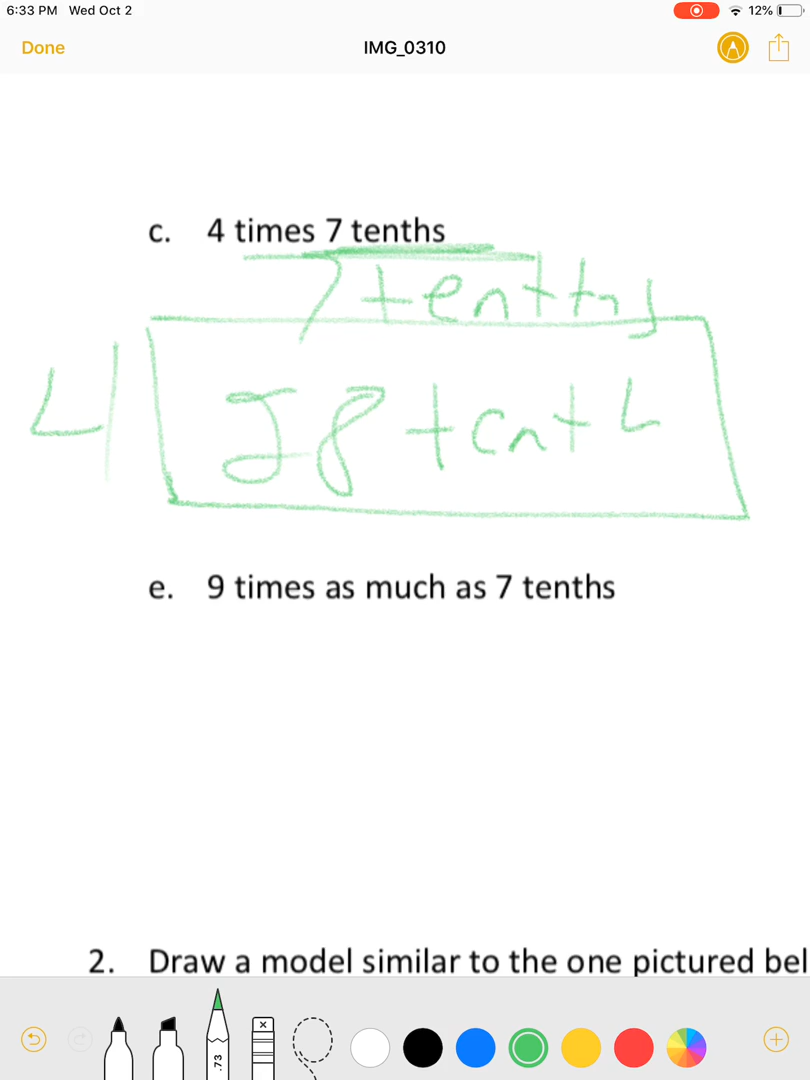 6:33 PM Wed Oct 2
12%
Done
IMG_0310
c. 4 times 7 tenths
7 tenths
4
28 tenth
e. 9 times as much as 7 tenths
2. Draw a model similar to the one pictured bel
.73